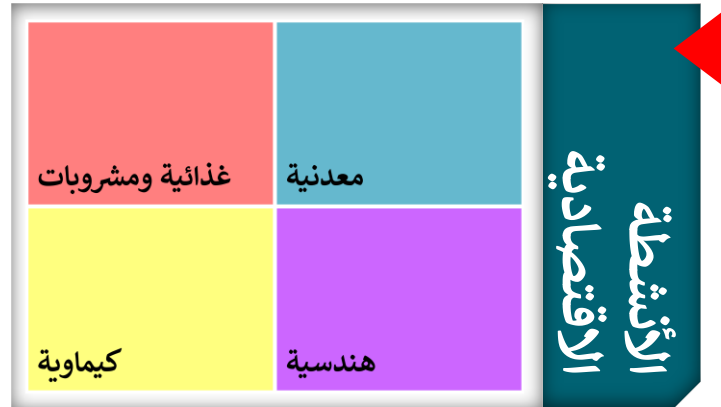 الأنشطة
الاقتصادية
معدنية
غذائية ومشروبات
هندسية
كيماوية